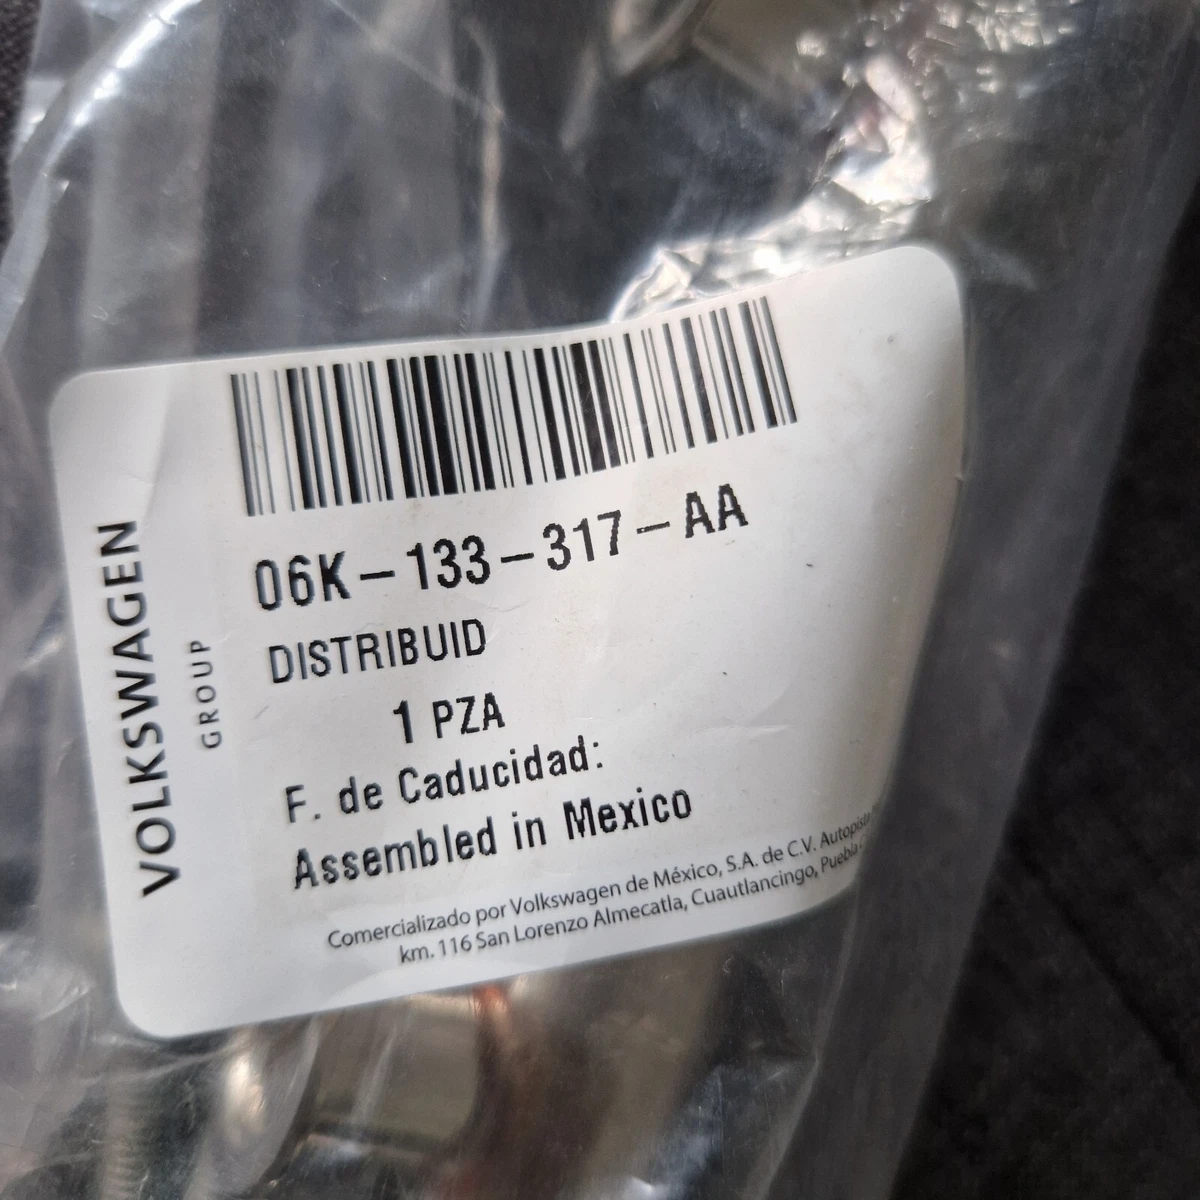 VOLKSWAGEN
GROUP
06K-133-317-AA
DISTRIBUID
1 PZA
F. de Caducidad:
Assembled in Mexico
Comercializado por Volkswagen de México, S.A. de C.V. Autopista
km. 116 San Lorenzo Almecatla, Cuautlancingo, Puebla